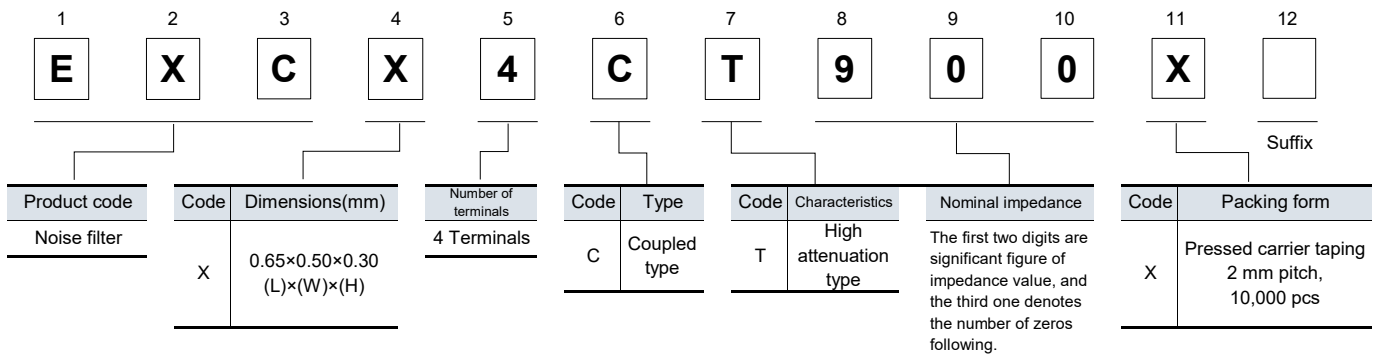 1 2 3 4 5 6 7 8 9 10 11 12
E X C X 4 C T 9 0 0 X
Suffix
Product code
Noise filter
Code Dimensions(mm)
X 0.65×0.50×0.30
(L)×(W)×(H)
Number of
terminals
4 Terminals
Code Type
C Coupled
type
Code Characteristics
T High
attenuation
type
Nominal impedance
The first two digits are
significant figure of
impedance value, and
the third one denotes
the number of zeros
following.
Code Packing form
X Pressed carrier taping
2 mm pitch,
10,000 pcs